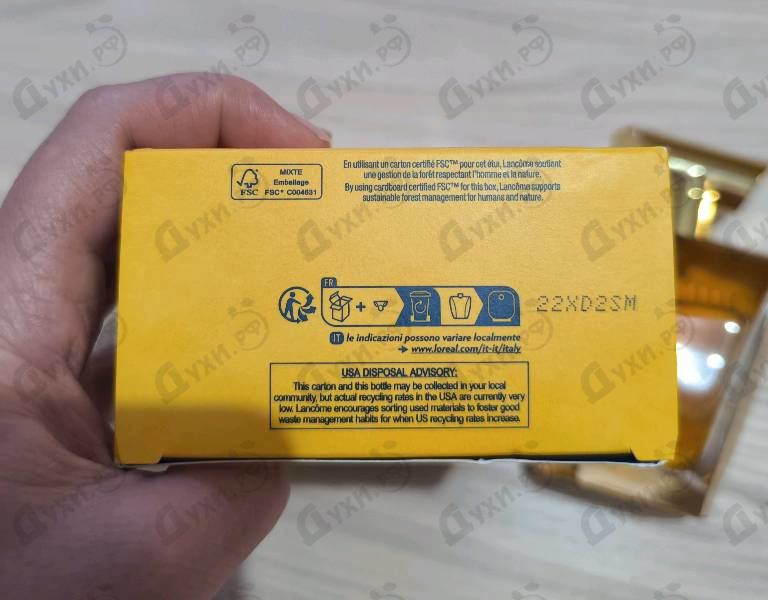 MIXTE
Emballage
FSC
FSC® C004631
En utilisant un carton certifié FSC™ pour cet étui, Lancôme soutient
une gestion de la forêt respectant l'homme et la nature.
By using cardboard certified FSC™ for this box, Lancôme supports
sustainable forest management for humans and nature.
FR
+
22XD2SM
IT le indicazioni possono variare localmente
➔ www.loreal.com/it-it/italy
USA DISPOSAL ADVISORY:
This carton and this bottle may be collected in your local
community, but actual recycling rates in the USA are currently very
low. Lancôme encourages sorting used materials to foster good
waste management habits for when US recycling rates increase.
Духи.рф